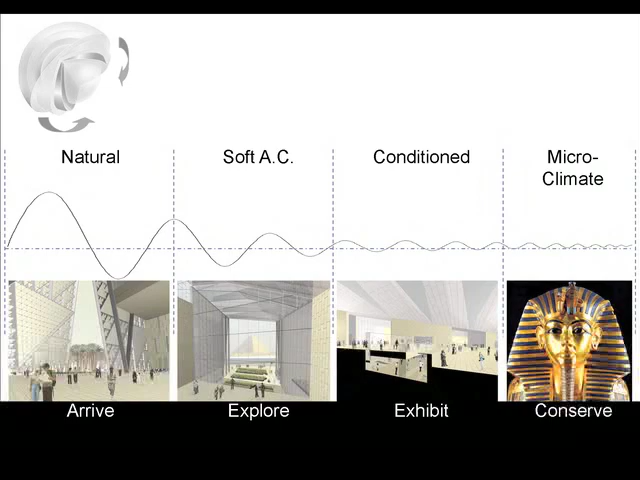 Natural
Soft A.C.
Conditioned
Micro-
Climate
Arrive
Explore
Exhibit
Conserve